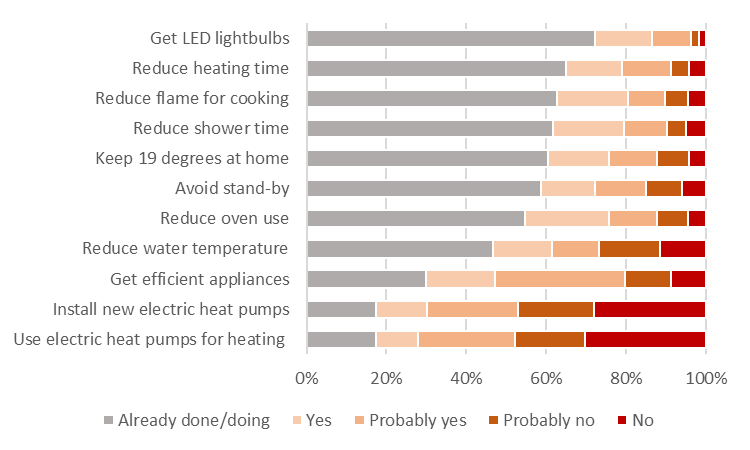 Get LED lightbulbs
Reduce heating time
Reduce flame for cooking
Reduce shower time
Keep 19 degrees at home
Avoid stand-by
Reduce oven use
Reduce water temperature
Get efficient appliances
Install new electric heat pumps
Use electric heat pumps for heating
0% 20% 40% 60% 80% 100%
Already done/doing Yes Probably yes Probably no No